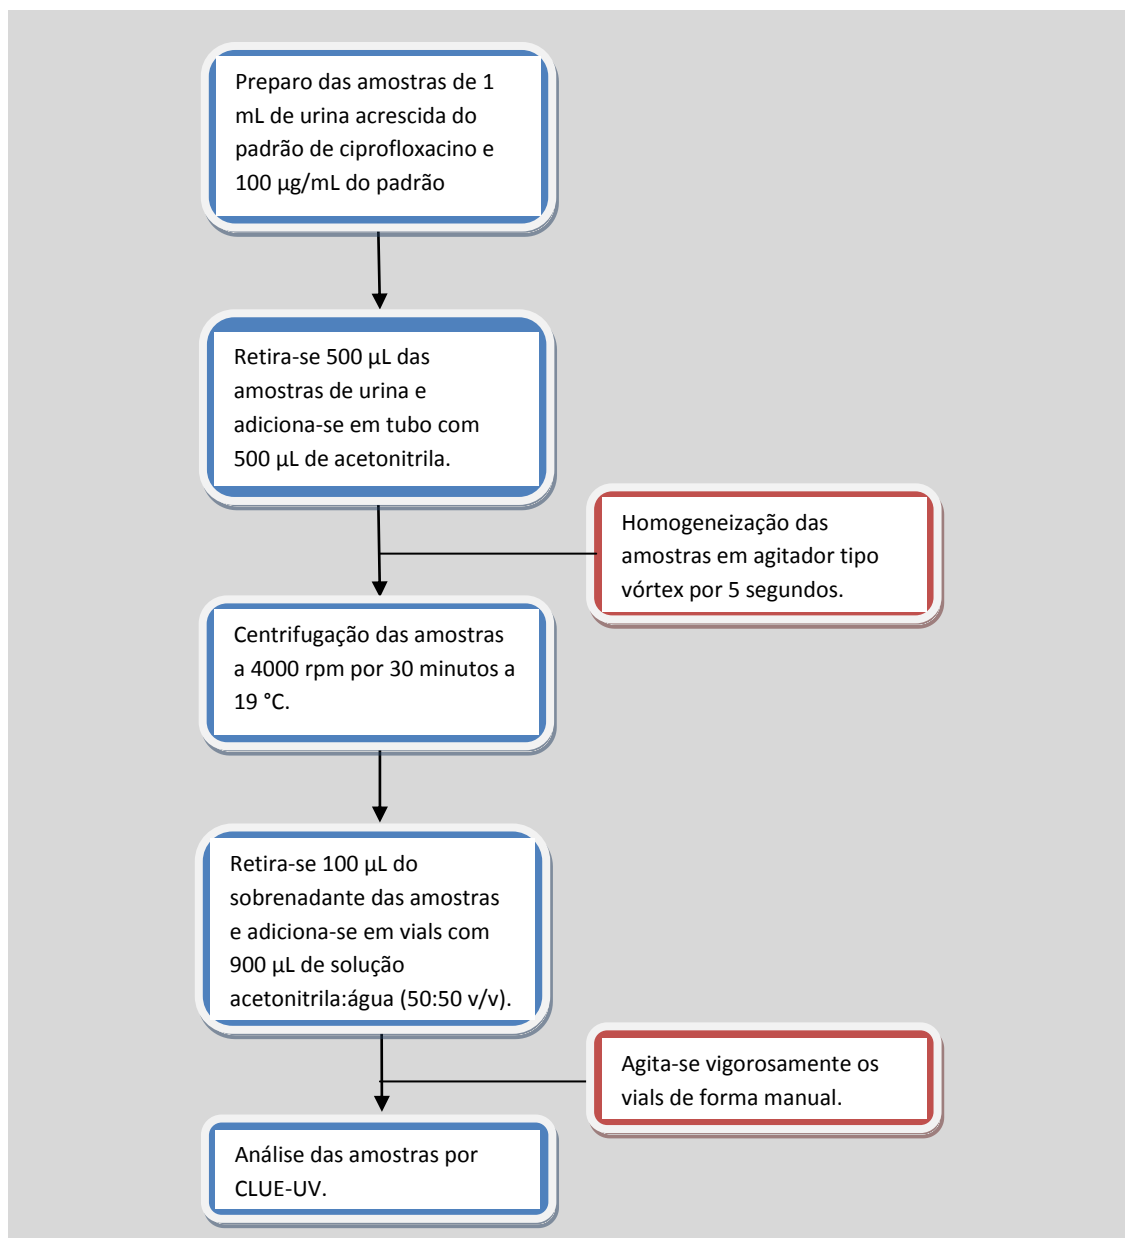 Preparo das amostras de 1
mL de urina acrescida do
padrão de ciprofloxacino e
100 µg/mL do padrão
Retira-se 500 µL das
amostras de urina e
adiciona-se em tubo com
500 µL de acetonitrila.
Homogeneização das
amostras em agitador tipo
vórtex por 5 segundos.
Centrifugação das amostras
a 4000 rpm por 30 minutos a
19 °C.
Retira-se 100 µL do
sobrenadante das amostras
e adiciona-se em vials com
900 µL de solução
acetonitrila:água (50:50 v/v).
Agita-se vigorosamente os
vials de forma manual.
Análise das amostras por
CLUE-UV.